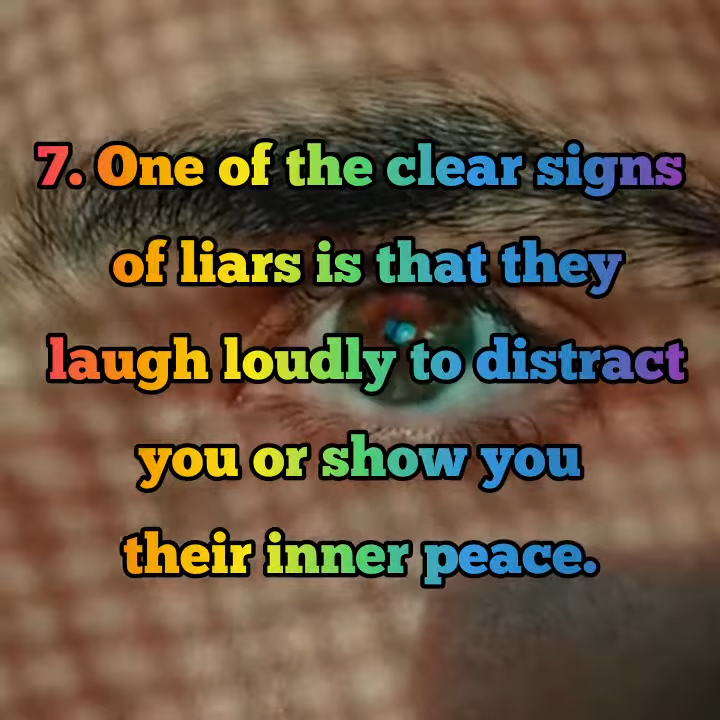 7. One of the clear signs
of liars is that they
laugh loudly to distract
you or show you
their inner peace.